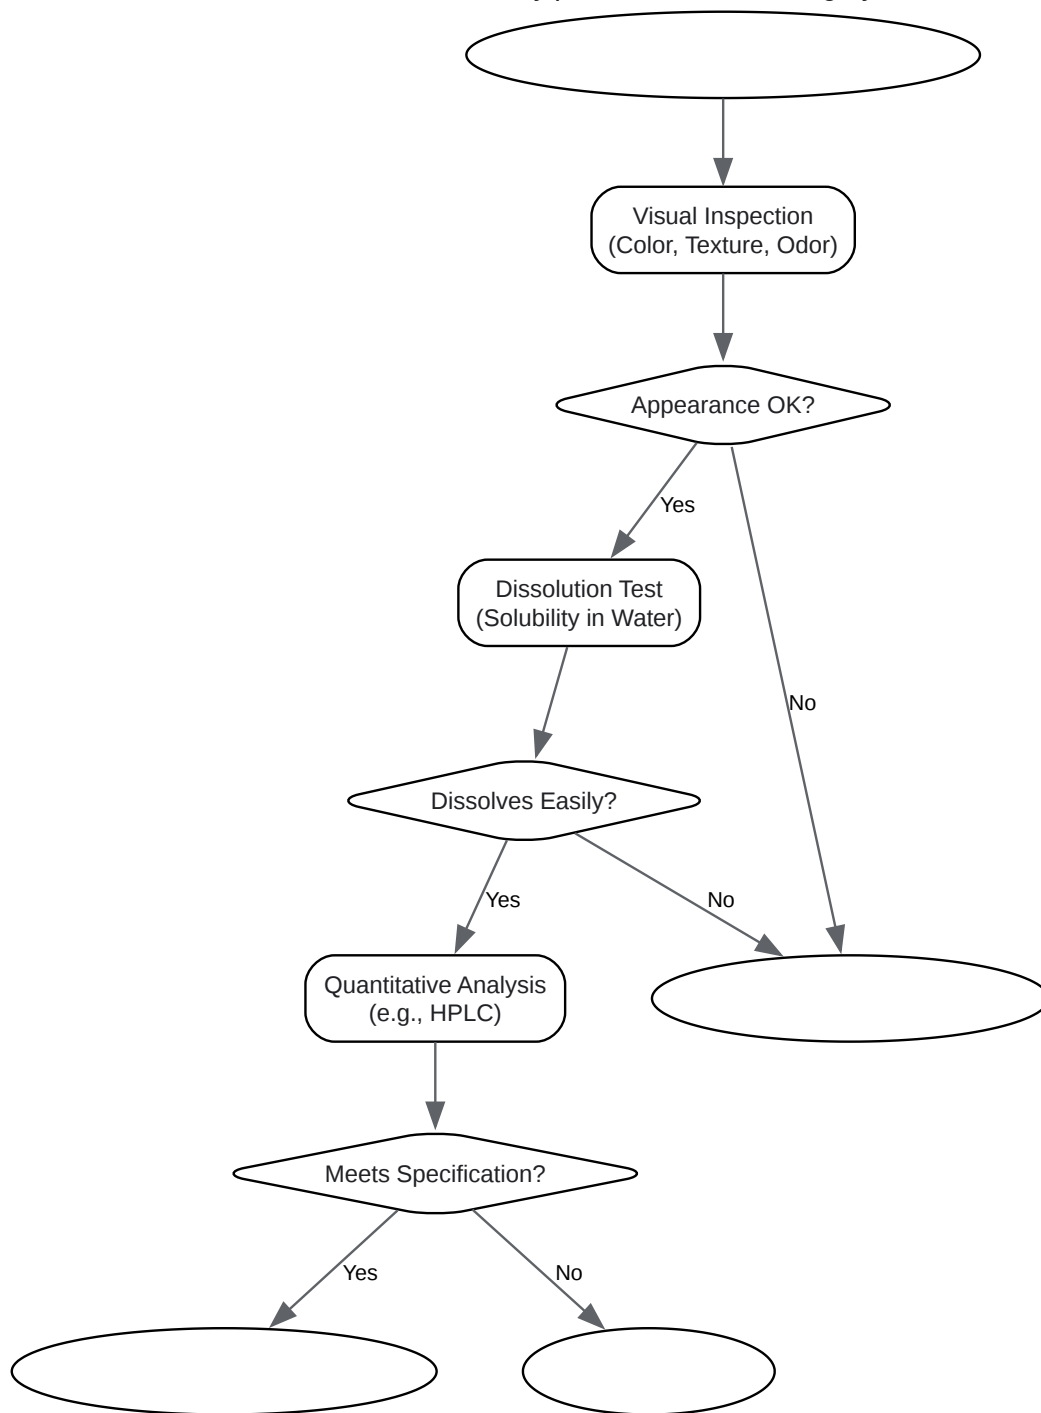 Visual Inspection
(Color, Texture, Odor)
Appearance OK?
Yes
Dissolution Test
(Solubility in Water)
No
Dissolves Easily?
Yes
No
Quantitative Analysis
(e.g., HPLC)
Meets Specification?
Yes
No